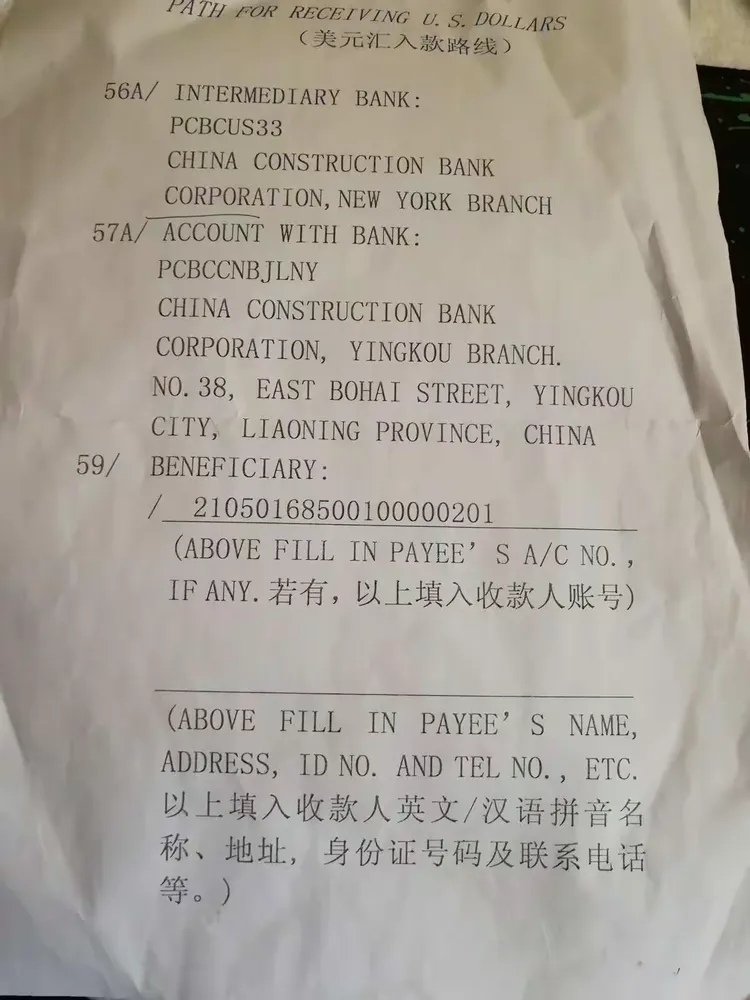 PATH FOR RECEIVING U.S. DOLLARS
(美元汇入款路线)
56A/ INTERMEDIARY BANK:
PCBCUS33
CHINA CONSTRUCTION BANK
CORPORATION, NEW YORK BRANCH
57A/ ACCOUNT WITH BANK:
PCBCCNBJLNY
CHINA CONSTRUCTION BANK
CORPORATION, YINGKOU BRANCH.
NO. 38, EAST BOHAI STREET, YINGKOU
CITY, LIAONING PROVINCE, CHINA
59/ BENEFICIARY:
/ 21050168500100000201
(ABOVE FILL IN PAYEE'S A/C NO.,
IF ANY. 若有, 以上填入收款人账号)
(ABOVE FILL IN PAYEE'S NAME,
ADDRESS, ID NO. AND TEL NO., ETC.
以上填入收款人英文/汉语拼音名
称、地址, 身份证号码及联系电话
等。)